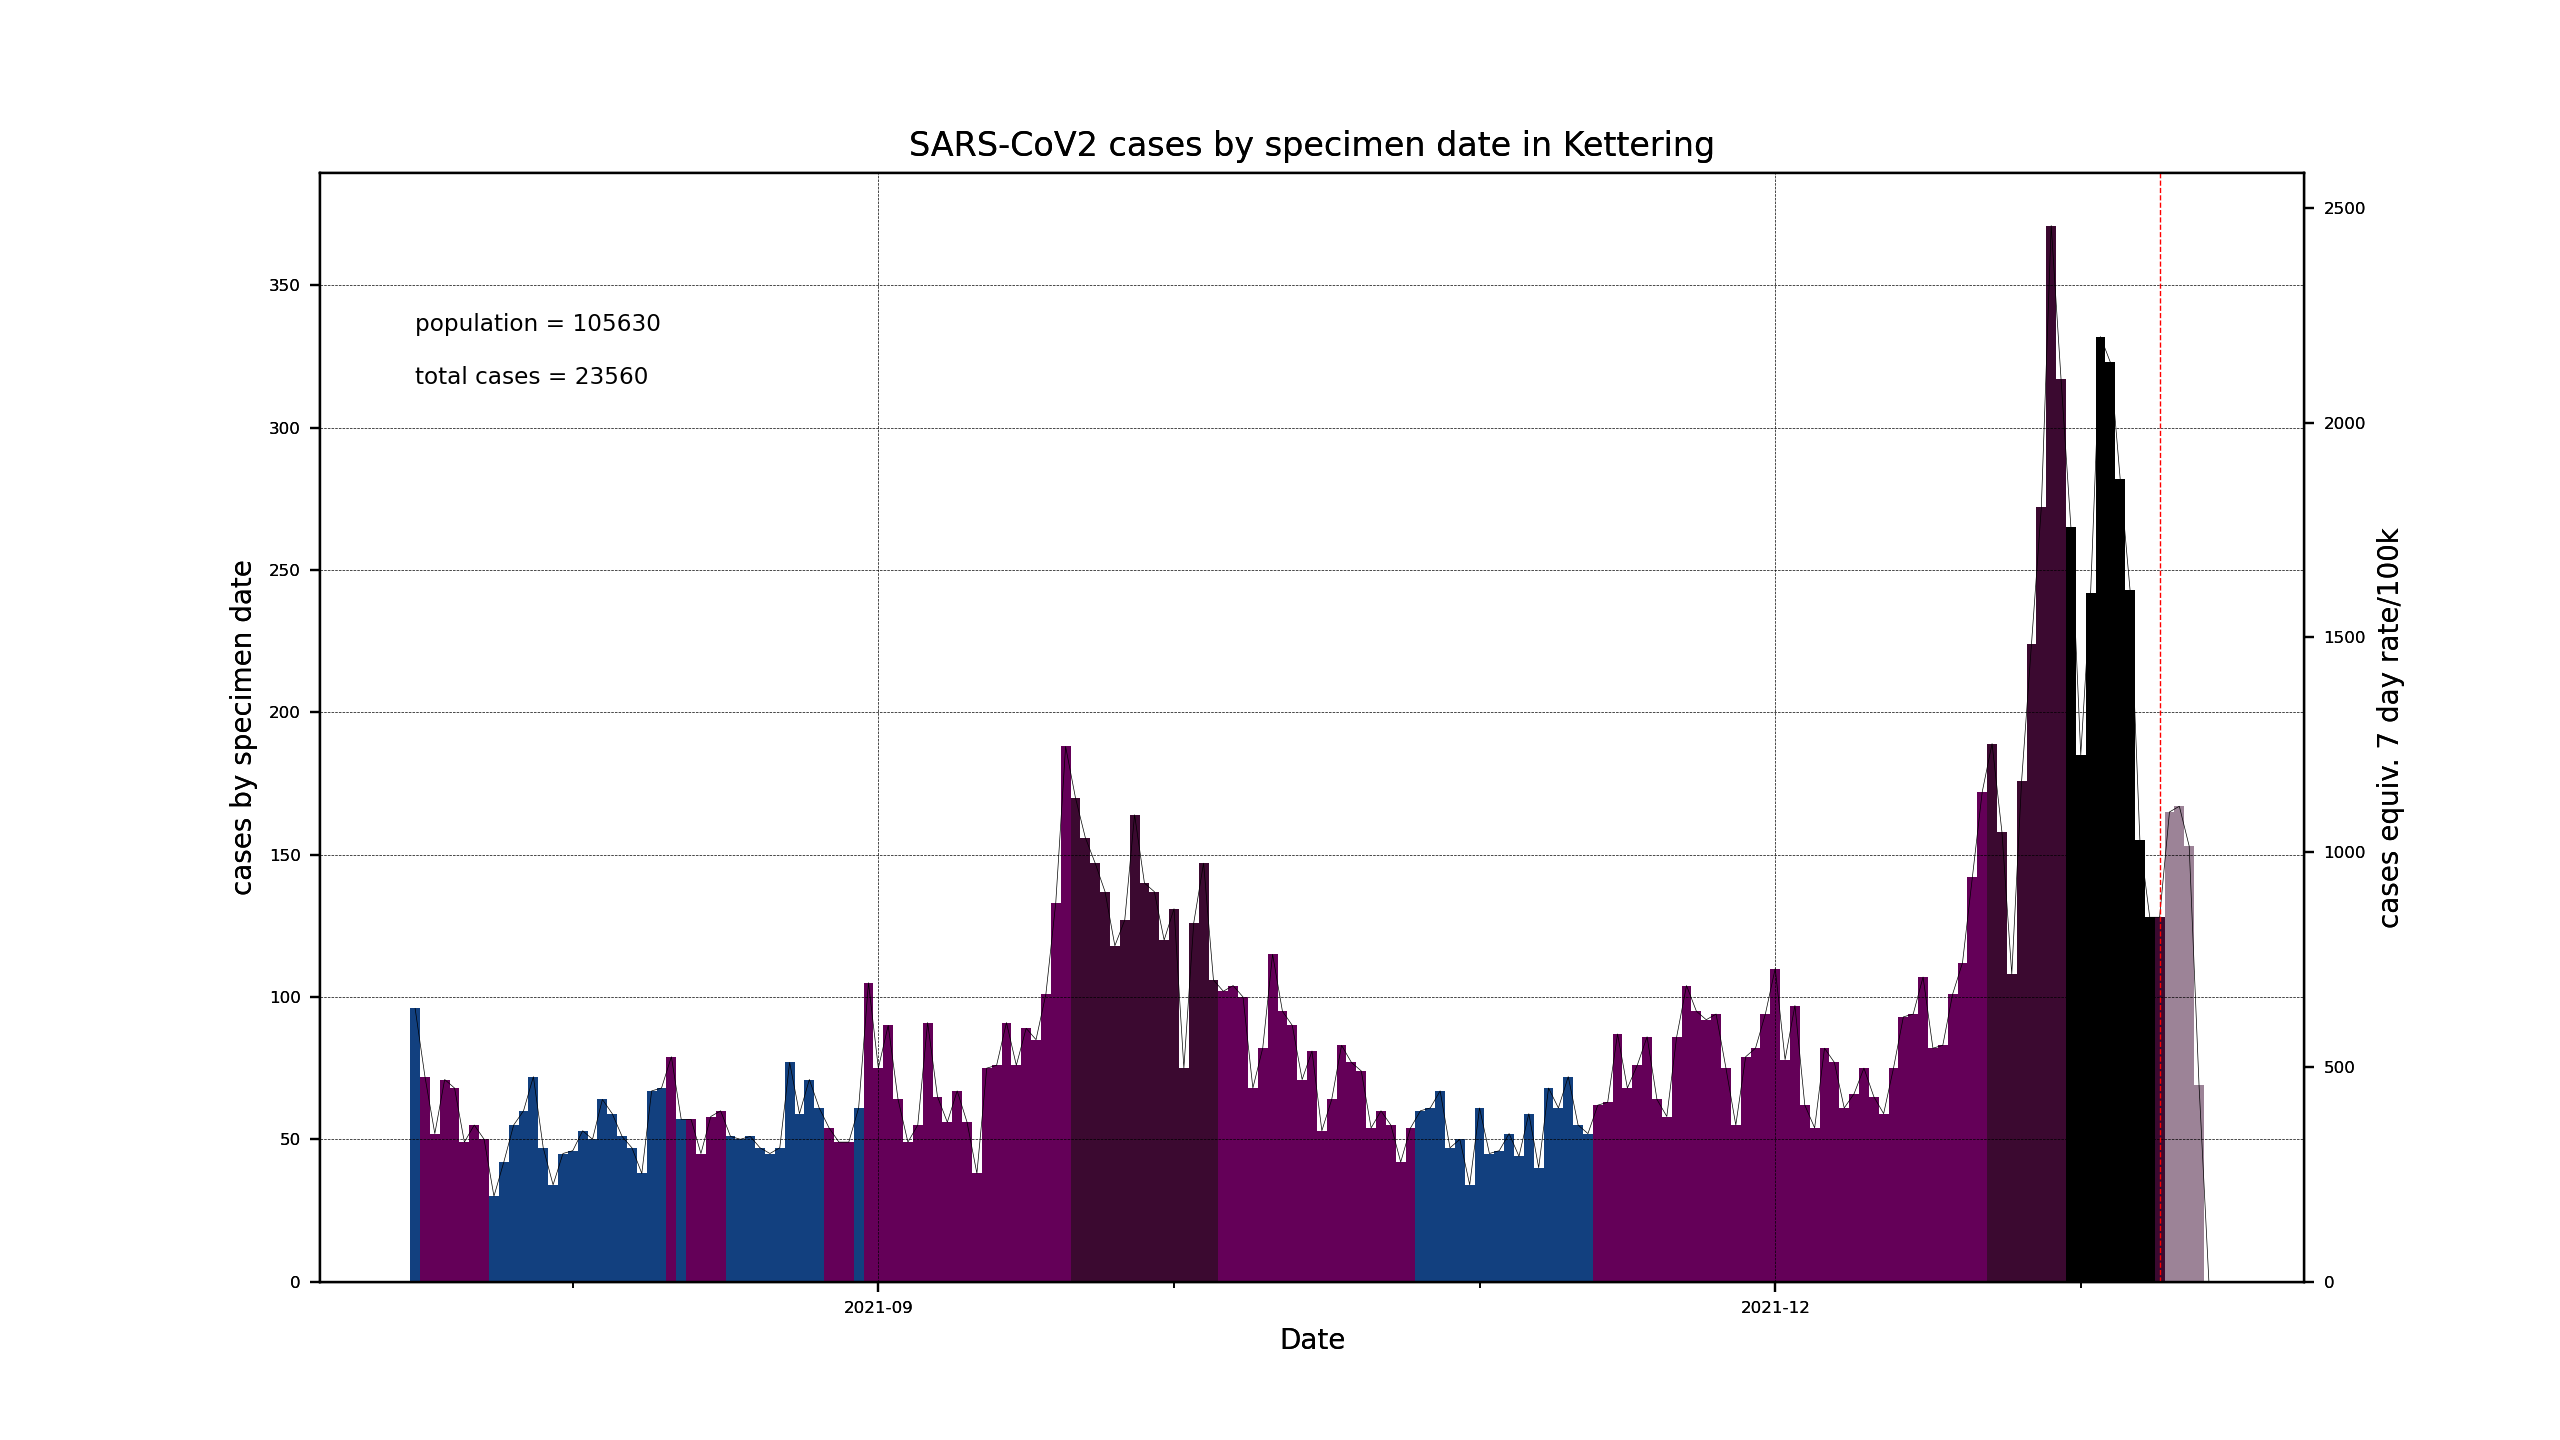 SARS-CoV2 cases by specimen date in Kettering
population = 105630
total cases = 23560
cases by specimen date
350
300
250
200
150
100
50
0
2500
2000
1500
1000
500
0
cases equiv. 7 day rate/100k
2021-09
2021-12
Date